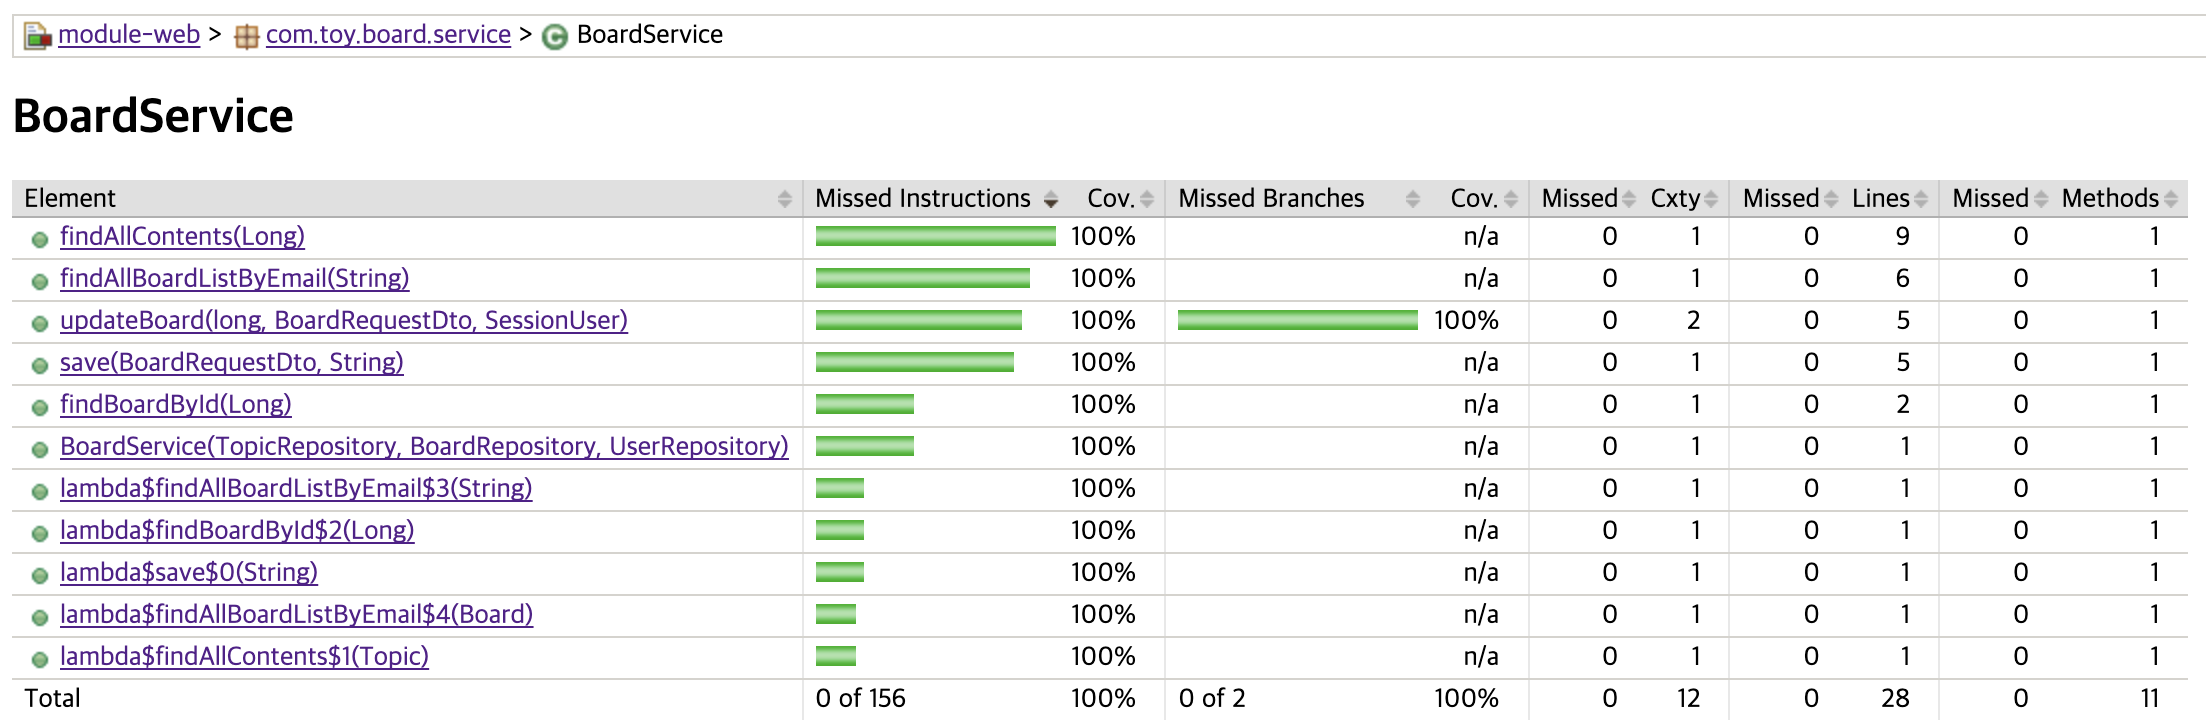 module-web > com.toy.board.service > BoardService
BoardService
Element Missed Instructions Cov. Missed Branches Cov. Missed Cxty Missed Lines Missed Methods
findAllContents(Long) 100% n/a 0 1 0 9 0 1
findAllBoardListByEmail(String) 100% n/a 0 1 0 6 0 1
updateBoard(long, BoardRequestDto, SessionUser) 100% 100% 0 2 0 5 0 1
save(BoardRequestDto, String) 100% n/a 0 1 0 5 0 1
findBoardById(Long) 100% n/a 0 1 0 2 0 1
BoardService(TopicRepository, BoardRepository, UserRepository) 100% n/a 0 1 0 1 0 1
lambda$findAllBoardListByEmail$3(String) 100% n/a 0 1 0 1 0 1
lambda$findBoardById$2(Long) 100% n/a 0 1 0 1 0 1
lambda$save$0(String) 100% n/a 0 1 0 1 0 1
lambda$findAllBoardListByEmail$4(Board) 100% n/a 0 1 0 1 0 1
lambda$findAllContents$1(Topic) 100% n/a 0 1 0 1 0 1
Total 0 of 156 100% 0 of 2 100% 0 12 0 28 0 11